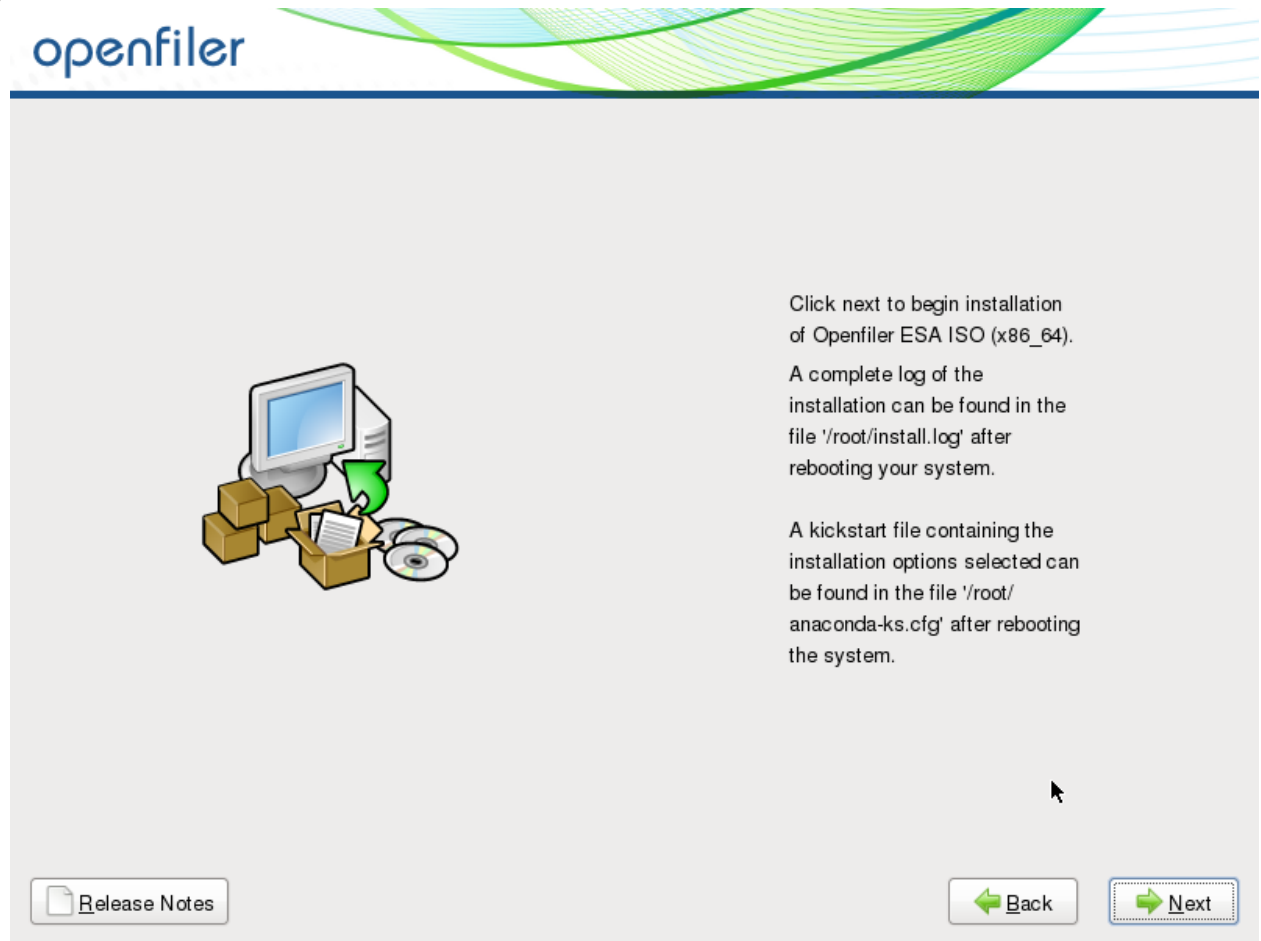 openfiler
Click next to begin installation
of Openfiler ESA ISO (x86_64).
A complete log of the
installation can be found in the
file '/root/install.log' after
rebooting your system.
A kickstart file containing the
installation options selected can
be found in the file '/root/
anaconda-ks.cfg' after rebooting
the system.
Release Notes
Back
Next